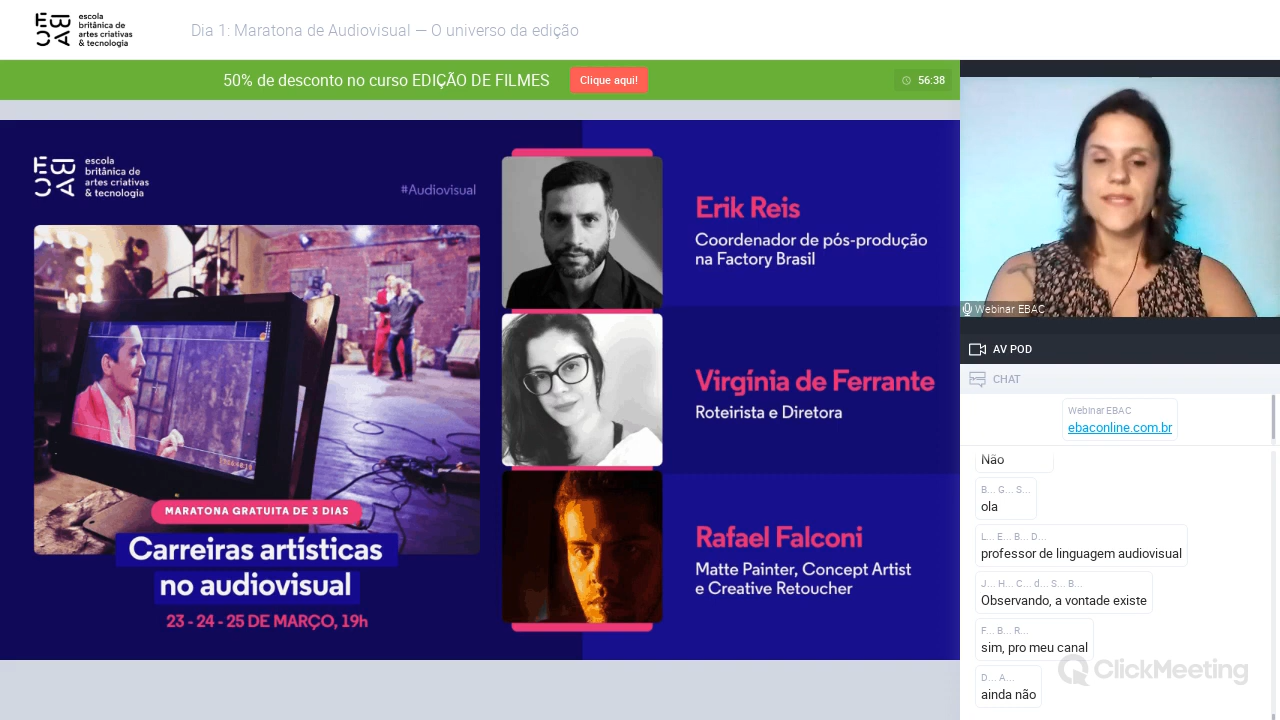 EBAC
escola
britânica de
artes criativas
& tecnologia
Dia 1: Maratona de Audiovisual — O universo da edição
50% de desconto no curso EDIÇÃO DE FILMES
Clique aqui!
56:38
EBAC
escola
britânica de
artes criativas
& tecnologia
#Audiovisual
MARATONA GRATUITA DE 3 DIAS
Carreiras artísticas
no audiovisual
23 - 24 - 25 DE MARÇO, 19h
Erik Reis
Coordenador de pós-produção
na Factory Brasil
Virgínia de Ferrante
Roteirista e Diretora
Rafael Falconi
Matte Painter, Concept Artist
e Creative Retoucher
Webinar EBAC
AV POD
CHAT
Webinar EBAC
ebaconline.com.br
Não
B... G... S...
ola
L... E... B... D...
professor de linguagem audiovisual
J... H... C... d... S... B...
Observando, a vontade existe
F... B... R...
sim, pro meu canal
D... A...
ainda não
ClickMeeting